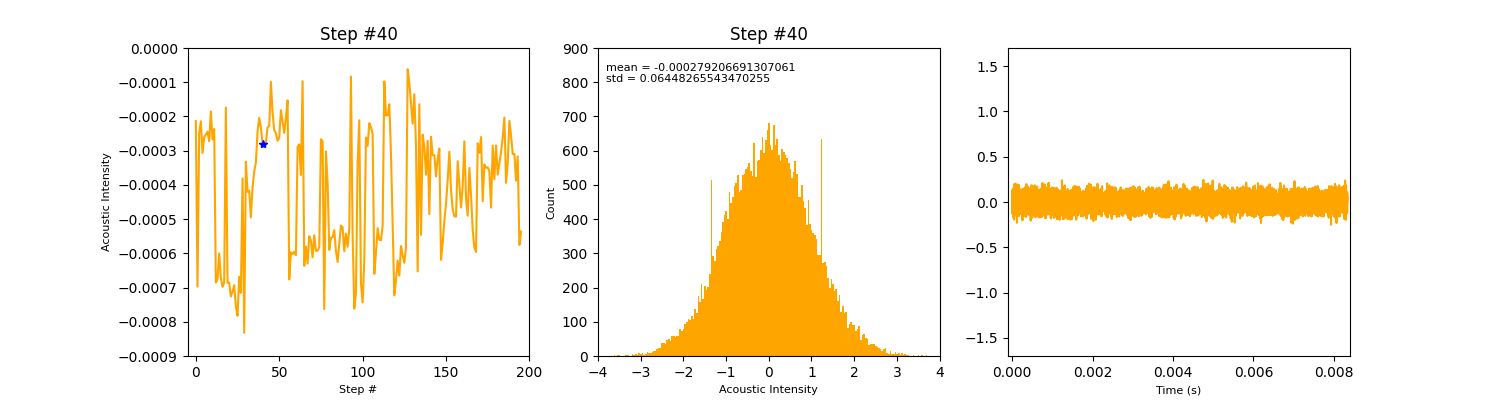 Step #40
0.0000
−0.0001
−0.0002
−0.0003
−0.0004
−0.0005
−0.0006
−0.0007
−0.0008
−0.0009
Acoustic Intensity
0 50 100 150 200
Step #
Step #40
mean = -0.000279206691307061
std = 0.06448265543470255
900
800
700
600
500
400
300
200
100
0
Count
−4 −3 −2 −1 0 1 2 3 4
Acoustic Intensity
1.5
1.0
0.5
0.0
−0.5
−1.0
−1.5
0.000 0.002 0.004 0.006 0.008
Time (s)